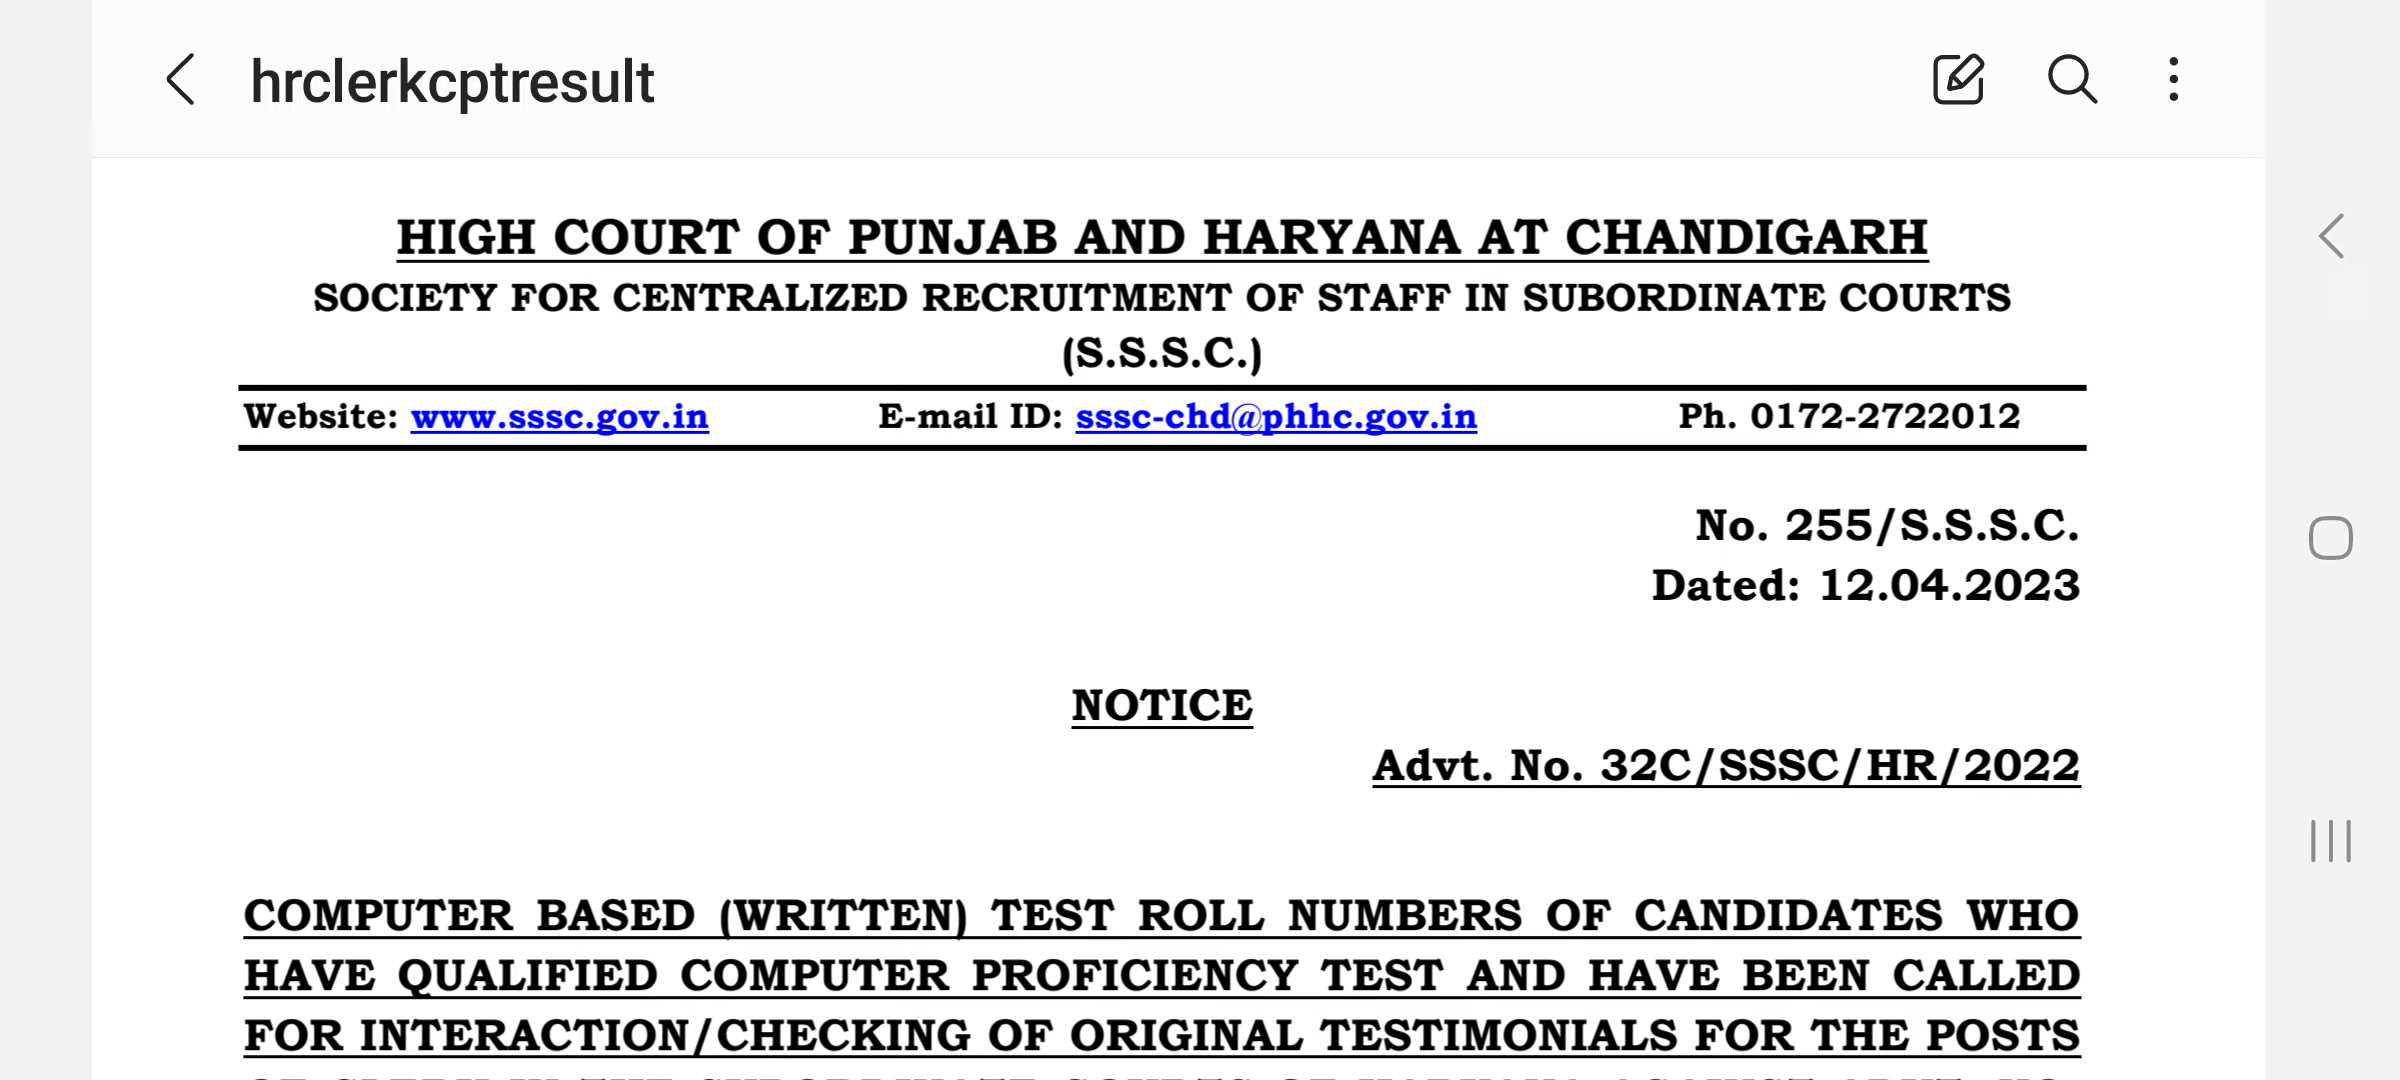 hrclerkcptresult
HIGH COURT OF PUNJAB AND HARYANA AT CHANDIGARH
SOCIETY FOR CENTRALIZED RECRUITMENT OF STAFF IN SUBORDINATE COURTS
(S.S.S.C.)
Website: www.sssc.gov.in E-mail ID: sssc-chd@phhc.gov.in Ph. 0172-2722012
No. 255/S.S.S.C.
Dated: 12.04.2023
NOTICE
Advt. No. 32C/SSSC/HR/2022
COMPUTER BASED (WRITTEN) TEST ROLL NUMBERS OF CANDIDATES WHO
HAVE QUALIFIED COMPUTER PROFICIENCY TEST AND HAVE BEEN CALLED
FOR INTERACTION/CHECKING OF ORIGINAL TESTIMONIALS FOR THE POSTS